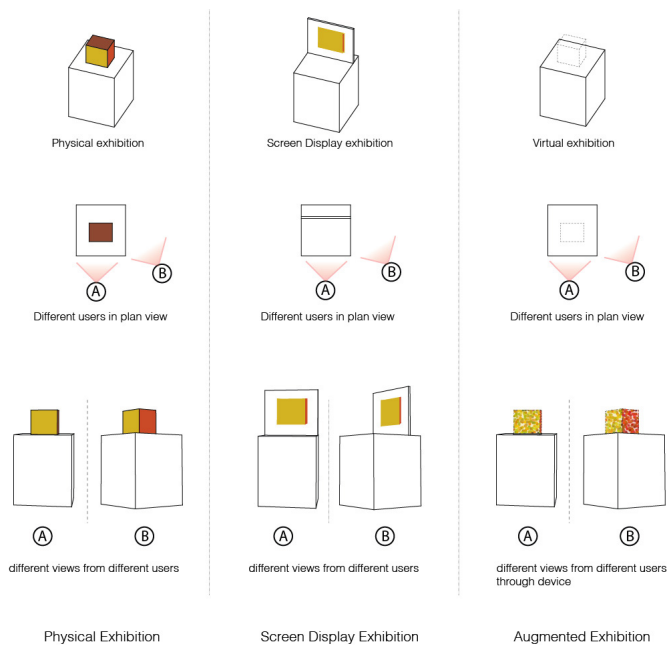 Physical exhibition
Screen Display exhibition
Virtual exhibition
A
B
A
B
A
B
Different users in plan view
Different users in plan view
Different users in plan view
A
B
A
B
A
B
different views from different users
different views from different users
different views from different users
through device
Physical Exhibition
Screen Display Exhibition
Augmented Exhibition